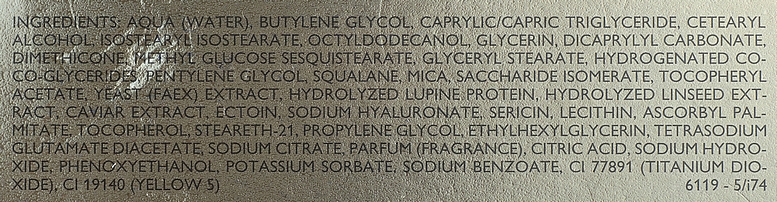 INGREDIENTS: AQUA (WATER), BUTYLENE GLYCOL, CAPRYLIC/CAPRIC TRIGLYCERIDE, CETEARYL
ALCOHOL, ISOSTEARYL ISOSTEARATE, OCTYLDODECANOL, GLYCERIN, DICAPRYLYL CARBONATE,
DIMETHICONE, METHYL GLUCOSE SESQUISTEARATE, GLYCERYL STEARATE, HYDROGENATED CO-
CO-GLYCERIDES, PENTYLENE GLYCOL, SQUALANE, MICA, SACCHARIDE ISOMERATE, TOCOPHERYL
ACETATE, YEAST (FAEX) EXTRACT, HYDROLYZED LUPINE PROTEIN, HYDROLYZED LINSEED EXT-
RACT, CAVIAR EXTRACT, ECTOIN, SODIUM HYALURONATE, SERICIN, LECITHIN, ASCORBYL PAL-
MITATE, TOCOPHEROL, STEARETH-21, PROPYLENE GLYCOL, ETHYLHEXYLGLYCERIN, TETRASODIUM
GLUTAMATE DIACETATE, SODIUM CITRATE, PARFUM (FRAGRANCE), CITRIC ACID, SODIUM HYDRO-
XIDE, PHENOXYETHANOL, POTASSIUM SORBATE, SODIUM BENZOATE, CI 77891 (TITANIUM DIO-
XIDE), CI 19140 (YELLOW 5) 6119 - 5/i74